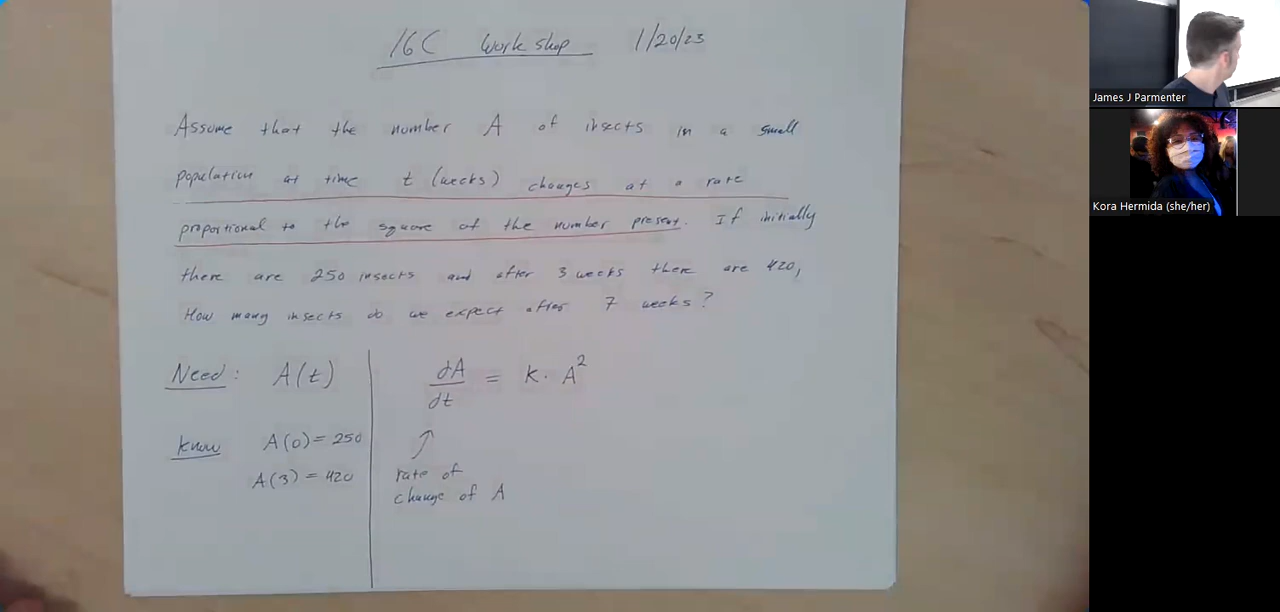 16C Workshop 1/20/23
Assume that the number A of insects in a small
population at time t (weeks) changes at a rate
proportional to the square of the number present. If initially
there are 250 insects and after 3 weeks there are 420,
How many insects do we expect after 7 weeks?
Need: A(t)
Know A(0) = 250
A(3) = 420
dA/dt = k · A²
rate of
change of A
James J Parmenter
Kora Hermida (she/her)